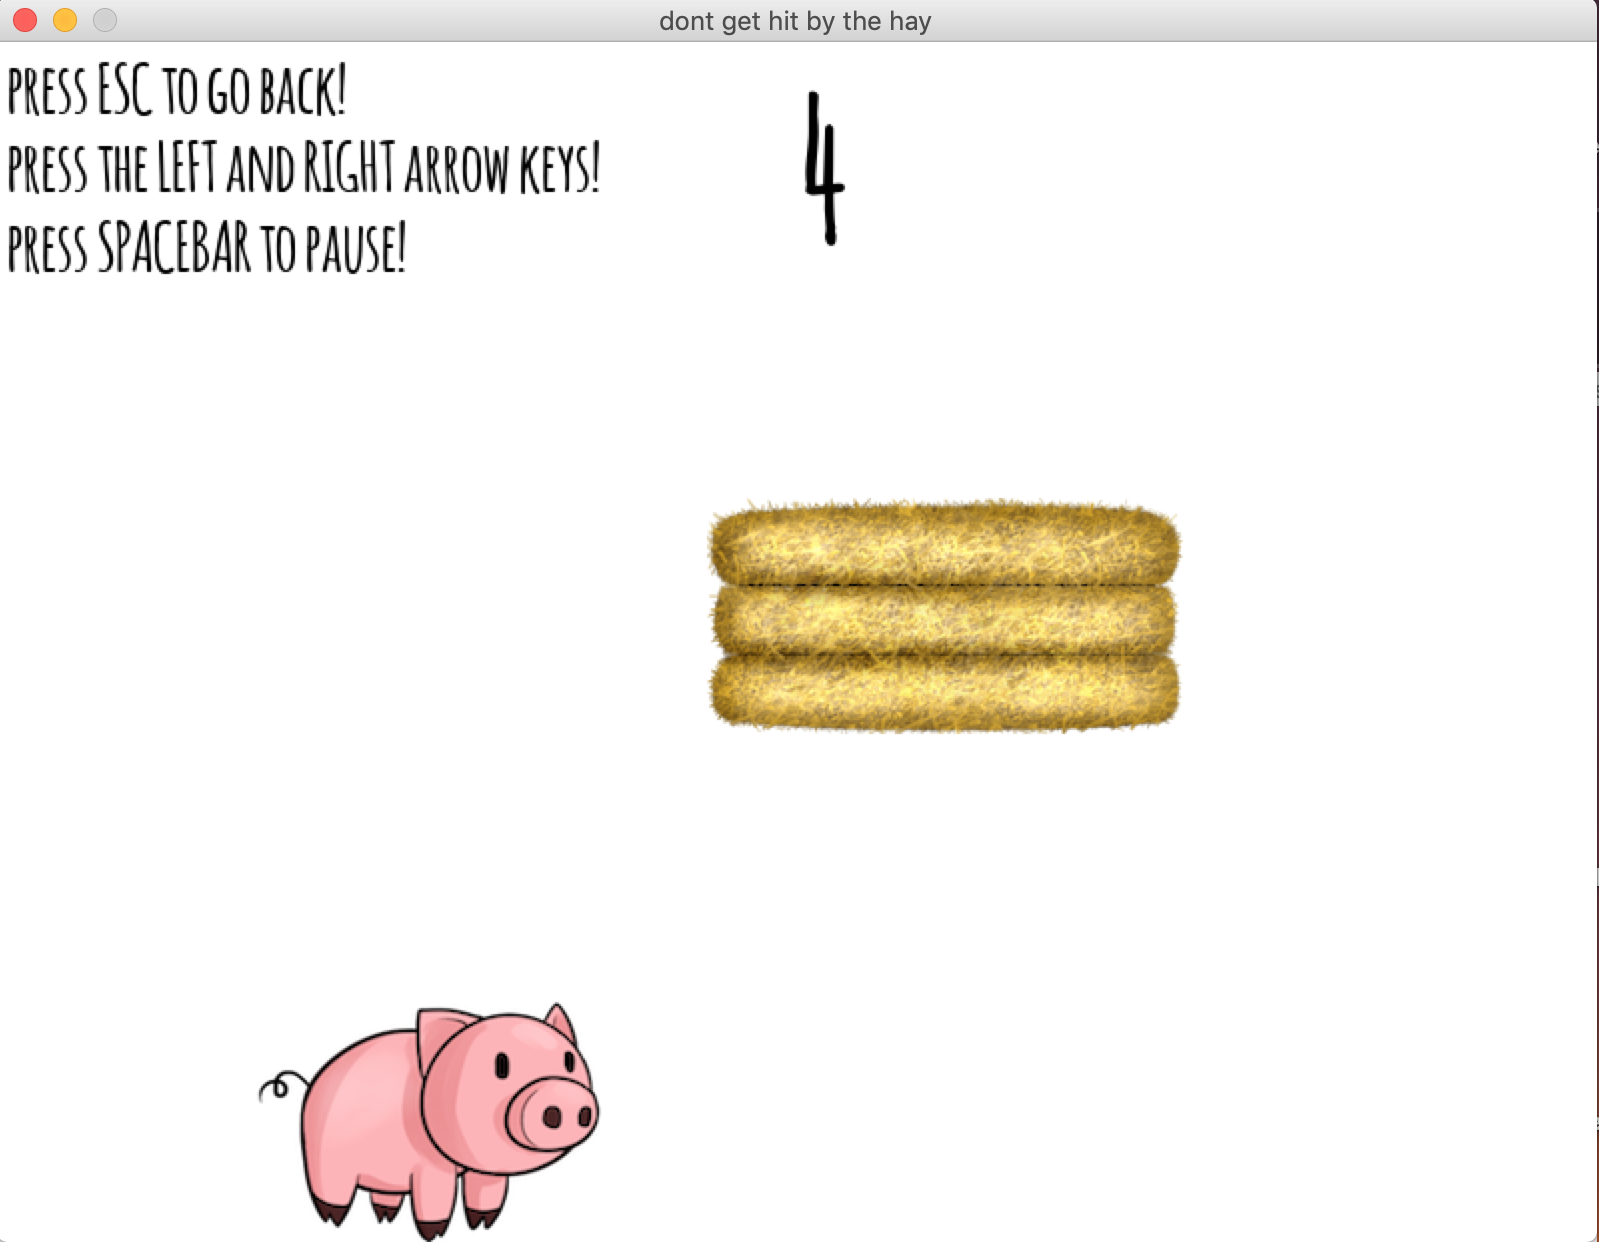 dont get hit by the hay
PRESS ESC TO GO BACK!
PRESS THE LEFT AND RIGHT ARROW KEYS!
PRESS SPACEBAR TO PAUSE!
4